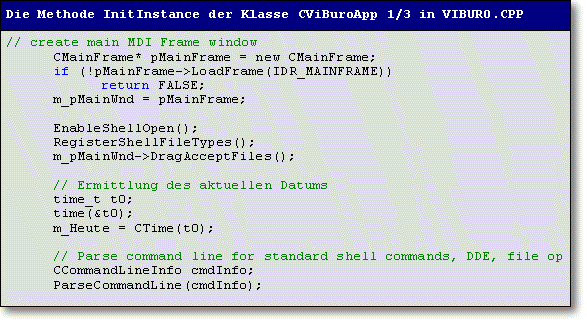 Die Methode InitInstance der Klasse CViBuroApp 1/3 in VIBURO.CPP
// create main MDI Frame window
CMainFrame* pMainFrame = new CMainFrame;
if (!pMainFrame->LoadFrame(IDR_MAINFRAME))
return FALSE;
m_pMainWnd = pMainFrame;
EnableShellOpen();
RegisterShellFileTypes();
m_pMainWnd->DragAcceptFiles();
// Ermittlung des aktuellen Datums
time_t t0;
time(&t0);
m_Heute = CTime(t0);
// Parse command line for standard shell commands, DDE, file op
CCommandLineInfo cmdInfo;
ParseCommandLine(cmdInfo);